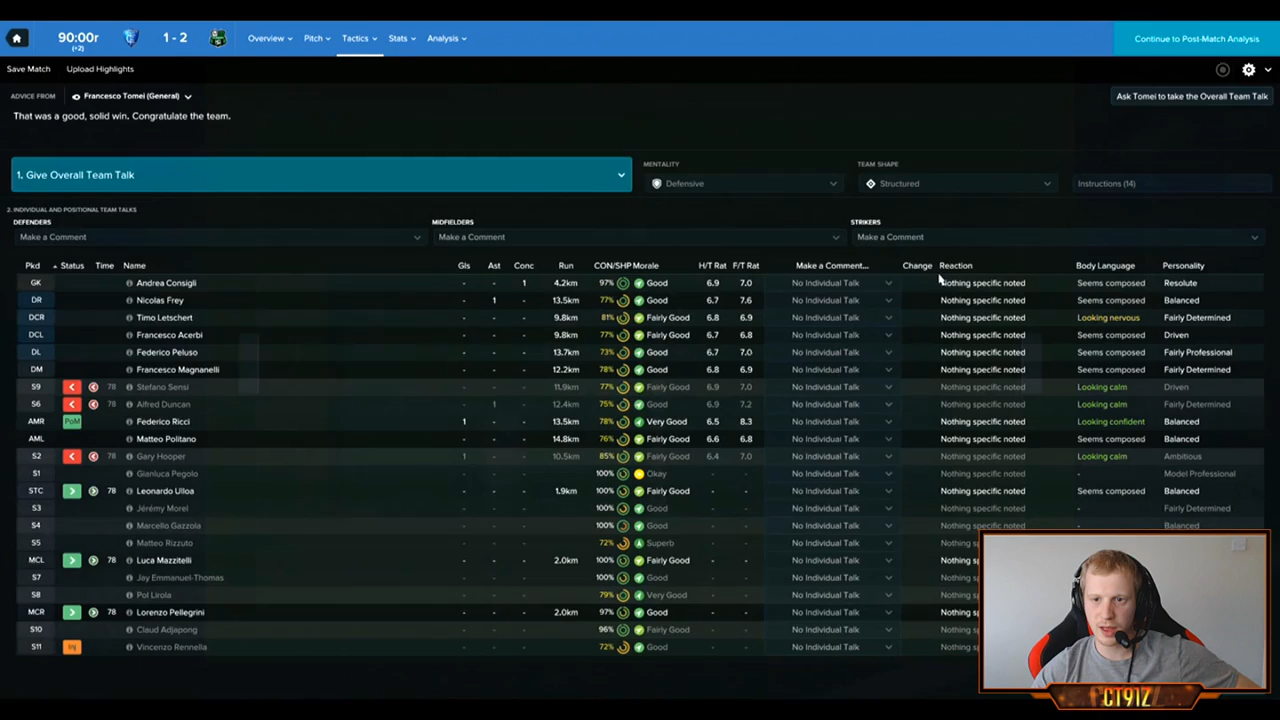 90:00r 1 - 2 Overview Pitch Tactics Stats Analysis Continue to Post-Match Analysis
(+2)
Save Match Upload Highlights
ADVICE FROM Francesco Tomei (General) Ask Tomei to take the Overall Team Talk
That was a good, solid win. Congratulate the team.
1. Give Overall Team Talk MENTALITY Defensive TEAM SHAPE Structured Instructions (14)
2. INDIVIDUAL AND POSITIONAL TEAM TALKS
DEFENDERS MIDFIELDERS STRIKERS
Make a Comment Make a Comment Make a Comment
Pkd Status Time Name Gls Ast Conc Run CON/SHP Morale H/T Rat F/T Rat Make a Comment... Change Reaction Body Language Personality
GK Andrea Consigli - - 1 4.2km 97% Good 6.9 7.0 No Individual Talk Nothing specific noted Seems composed Resolute
DR Nicolas Frey - 1 - 13.5km 77% Good 6.7 7.6 No Individual Talk Nothing specific noted Seems composed Balanced
DCR Timo Letschert - - - 9.8km 81% Fairly Good 6.8 6.9 No Individual Talk Nothing specific noted Looking nervous Fairly Determined
DCL Francesco Acerbi - - - 9.8km 77% Fairly Good 6.7 6.8 No Individual Talk Nothing specific noted Seems composed Driven
DL Federico Peluso - - - 13.7km 73% Good 6.7 7.0 No Individual Talk Nothing specific noted Seems composed Fairly Professional
DM Francesco Magnanelli - - - 12.2km 78% Good 6.8 6.9 No Individual Talk Nothing specific noted Seems composed Fairly Determined
S9 78 Stefano Sensi - - - 11.9km 77% Fairly Good 6.9 7.0 No Individual Talk Nothing specific noted Looking calm Driven
S6 78 Alfred Duncan - 1 - 12.4km 75% Good 6.9 7.2 No Individual Talk Nothing specific noted Looking calm Fairly Determined
AMR PoM Federico Ricci 1 - - 13.5km 78% Very Good 6.5 8.3 No Individual Talk Nothing specific noted Looking confident Balanced
AML Matteo Politano - - - 14.8km 76% Fairly Good 6.6 6.8 No Individual Talk Nothing specific noted Seems composed Balanced
S2 78 Gary Hooper 1 - - 10.5km 85% Fairly Good 6.4 7.0 No Individual Talk Nothing specific noted Looking calm Ambitious
S1 Gianluca Pegolo - - - 100% Okay - - No Individual Talk Nothing specific noted - Model Professional
STC 78 Leonardo Ulloa - - - 1.9km 100% Fairly Good - - No Individual Talk Nothing specific noted Seems composed Balanced
S3 Jérémy Morel - - - 100% Good - - No Individual Talk Nothing specific noted - Fairly Determined
S4 Marcello Gazzola - - - 100% Good - - No Individual Talk Nothing specific noted - Balanced
S5 Matteo Rizzuto - - - 72% Superb - - No Individual Talk Nothing sp
MCL 78 Luca Mazzitelli - - - 2.0km 100% Fairly Good - - No Individual Talk Nothing sp
S7 Jay Emmanuel-Thomas - - - 100% Good - - No Individual Talk Nothing sp
S8 Pol Lirola - - - 79% Very Good - - No Individual Talk Nothing sp
MCR 78 Lorenzo Pellegrini - - - 2.0km 97% Good - - No Individual Talk Nothing sp
S10 Claud Adjapong - - - 96% Fairly Good - - No Individual Talk Nothing sp
S11 Inj Vincenzo Rennella - - - 72% Good - - No Individual Talk Nothing sp
CT91Z